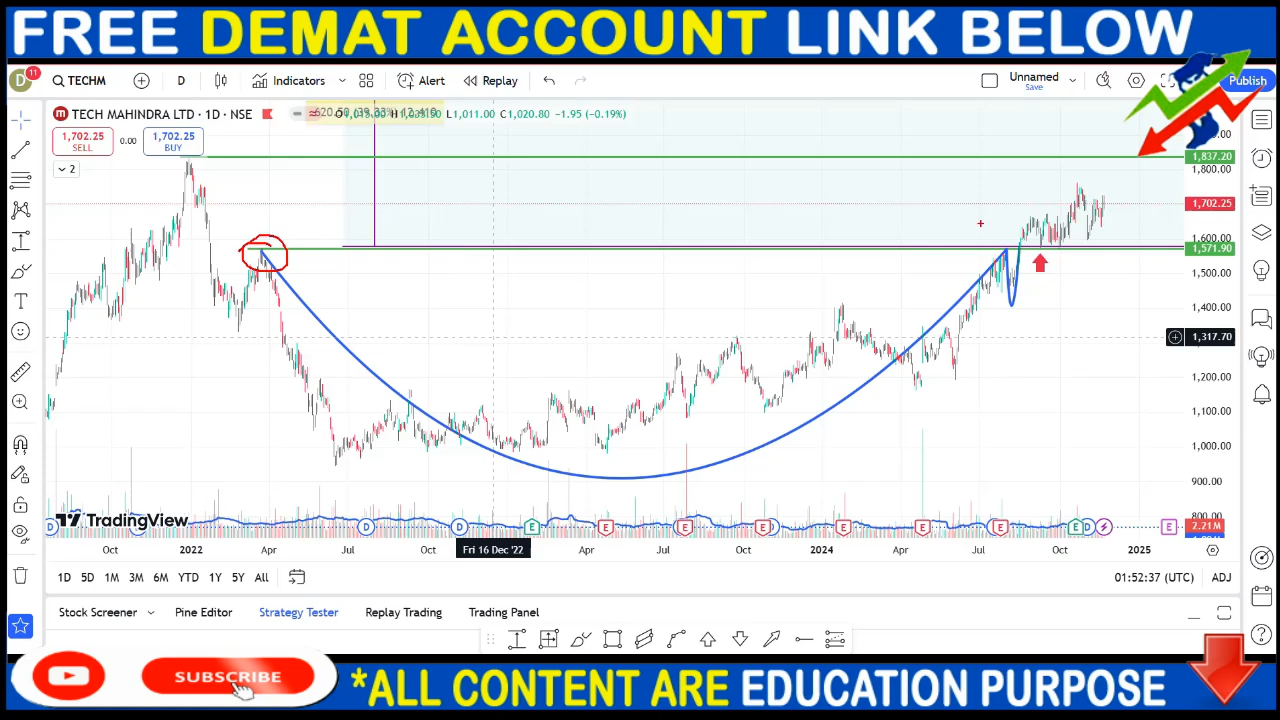 FREE DEMAT ACCOUNT LINK BELOW
D 11 TECHM D Indicators Alert Replay Unnamed Save Publish
TECH MAHINDRA LTD · 1D · NSE H1,035.50 L1,011.00 C1,020.80 −1.95 (−0.19%)
1,702.25 SELL 0.00 1,702.25 BUY
2
1,837.20
1,800.00
1,702.25
1,600.00
1,571.90
1,500.00
1,400.00
1,317.70
1,200.00
1,100.00
1,000.00
900.00
800.00
TradingView
D D D E E E E E E E E D E
2.21M
Oct 2022 Apr Jul Oct Fri 16 Dec '22 Apr Jul Oct 2024 Apr Jul Oct 2025
1D 5D 1M 3M 6M YTD 1Y 5Y All 01:52:37 (UTC) ADJ
Stock Screener Pine Editor Strategy Tester Replay Trading Trading Panel
SUBSCRIBE
*ALL CONTENT ARE EDUCATION PURPOSE